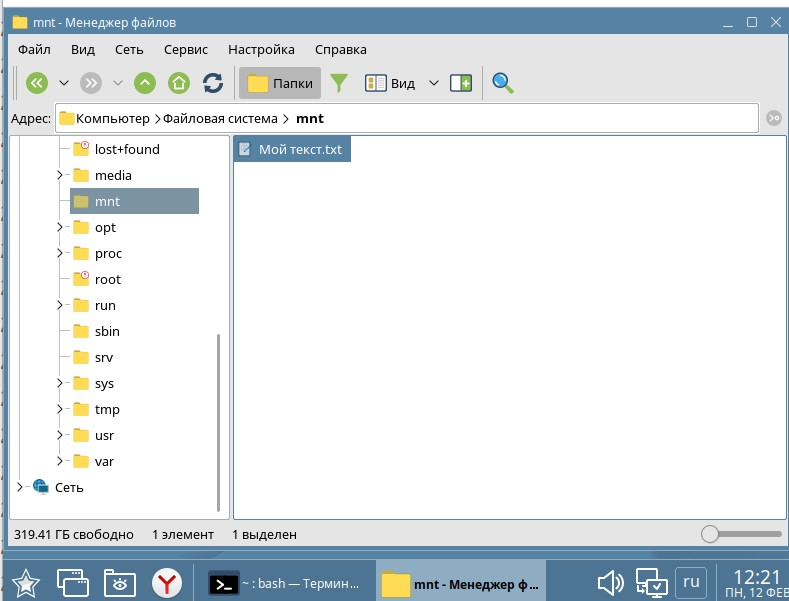 mnt - Менеджер файлов
Файл Вид Сеть Сервис Настройка Справка
Папки Вид
Адрес: Компьютер Файловая система mnt
lost+found
Мой текст.txt
media
mnt
opt
proc
root
run
sbin
srv
sys
tmp
usr
var
Сеть
319.41 ГБ свободно 1 элемент 1 выделен
~ : bash — Термин...
mnt - Менеджер ф...
ru
12:21
ПН, 12 ФЕВ